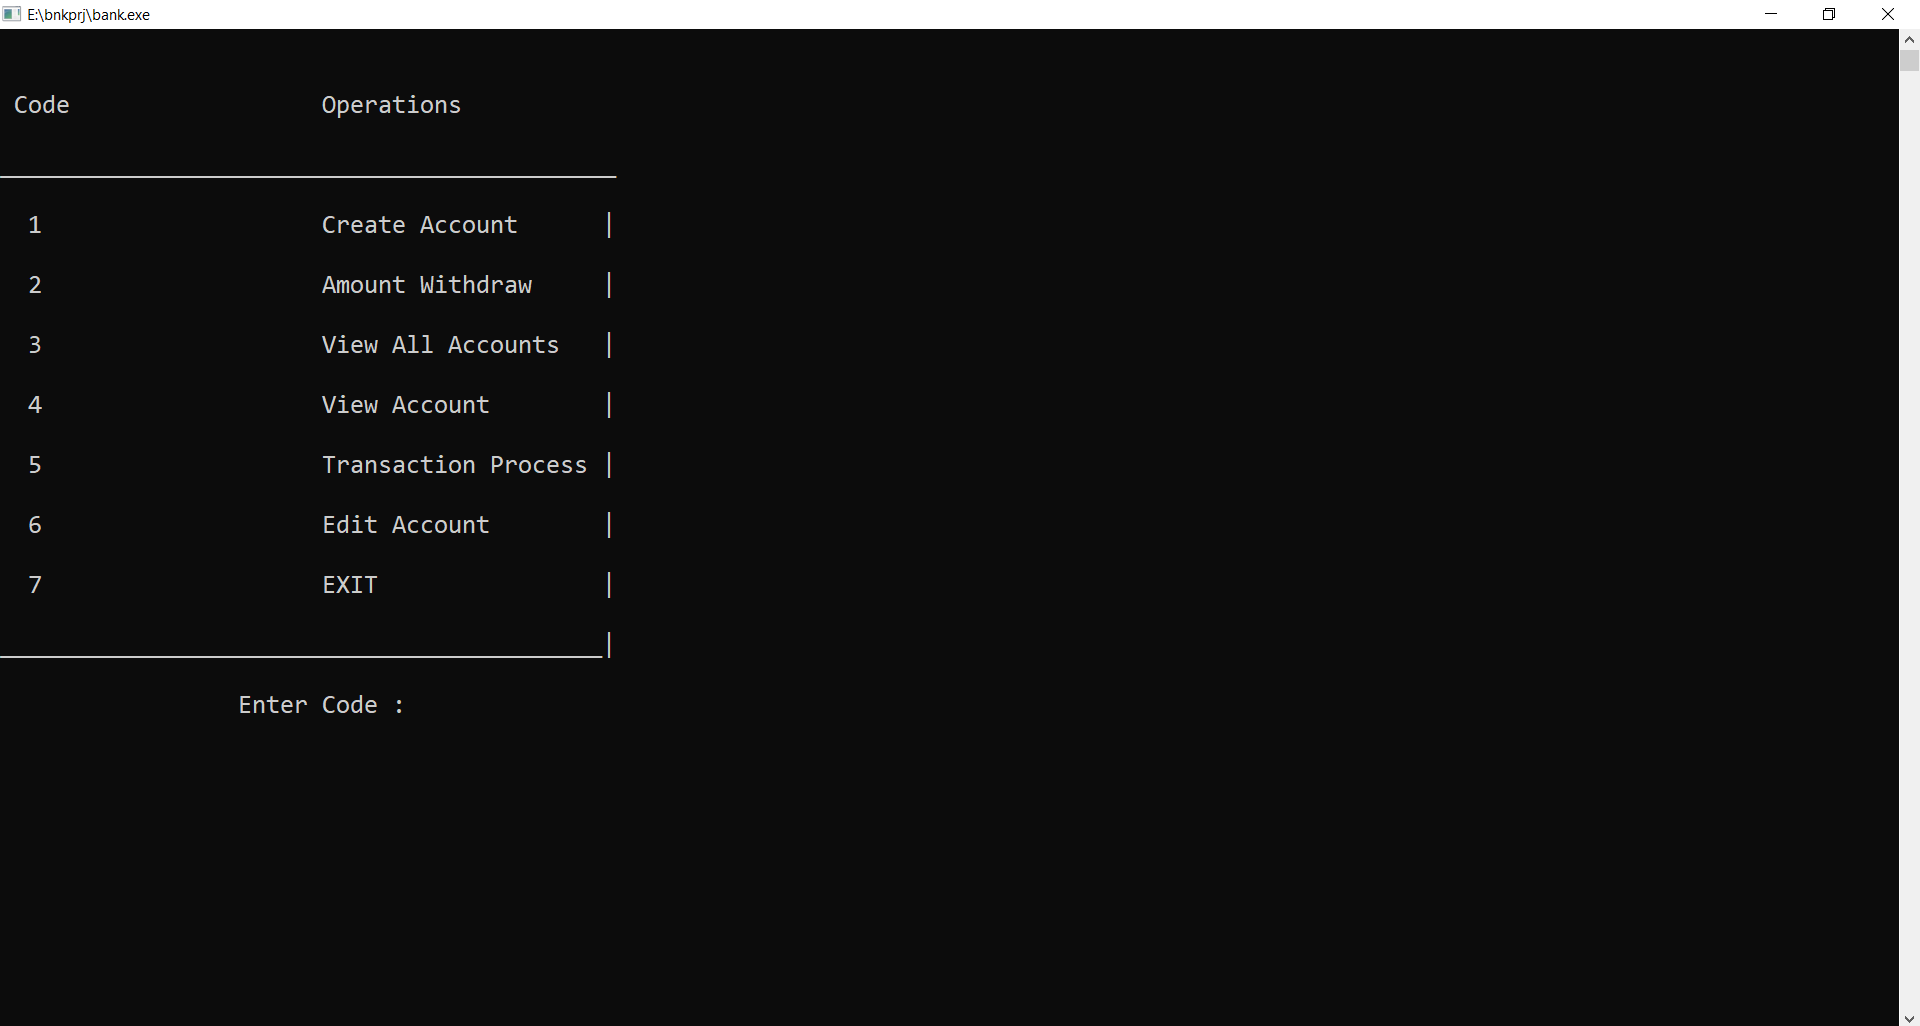 E:\bnkprj\bank.exe
Code Operations
1 Create Account |
2 Amount Withdraw |
3 View All Accounts |
4 View Account |
5 Transaction Process |
6 Edit Account |
7 EXIT |
Enter Code :